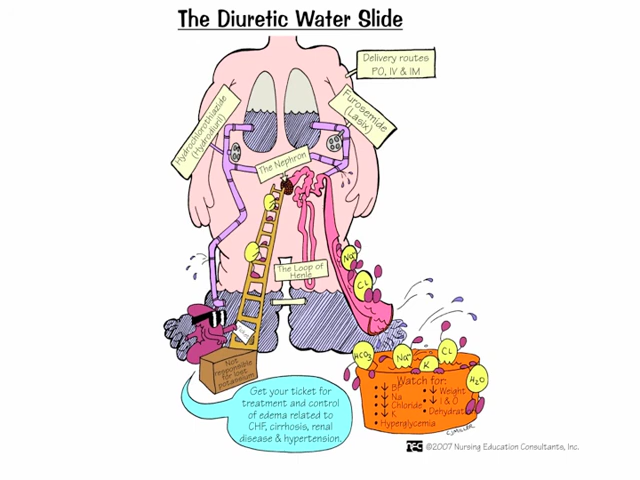 The Diuretic Water Slide
Delivery routes
PO, IV & IM
Hydrochlorothiazide
(Hydrodiuril)
Furosemide
(Lasix)
The Nephron
The Loop of
Henle
Na+
Cl
Ticket
Not
responsible
for lost
potassium
Get your ticket for
treatment and control
of edema related to
CHF, cirrhosis, renal
disease & hypertension.
HCO3
Na+
K
Cl
H2O
Watch for:
• ↓ BP
• ↓ Na
• ↓ Chloride
• ↓ K
• Hyperglycemia
• ↓ Weight
• ↓ I & O
• Dehydration
CJMILLER
NEC ©2007 Nursing Education Consultants, Inc.